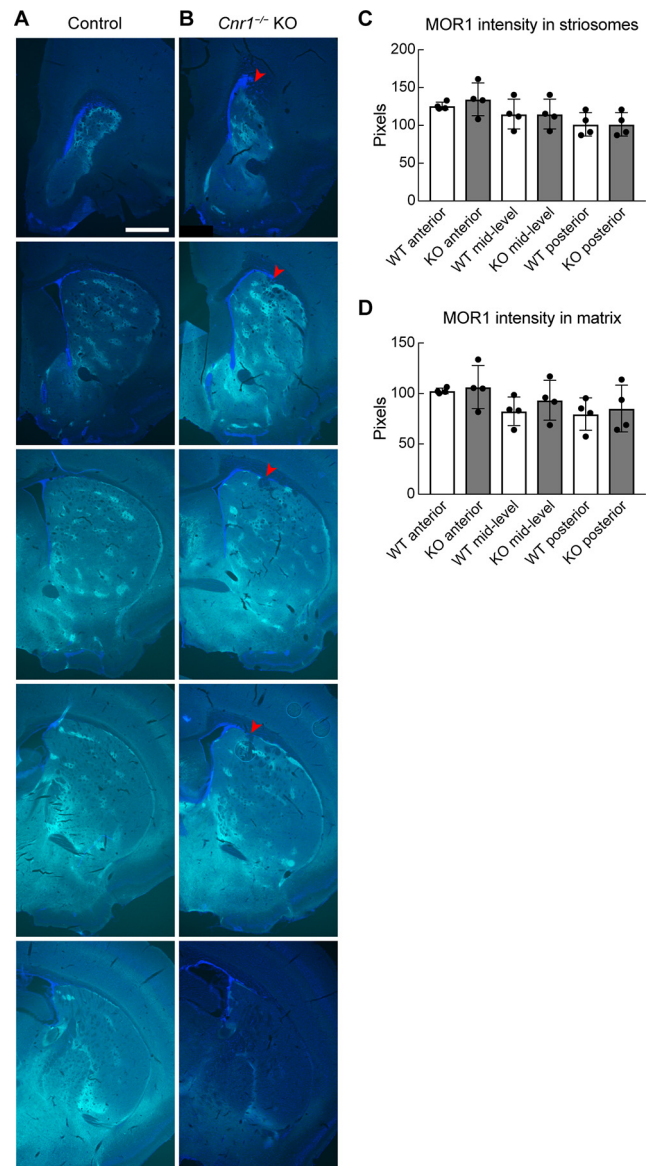 A
Control
B
Cnr1⁻/⁻ KO
C
MOR1 intensity in striosomes
200
150
100
50
0
Pixels
WT anterior
KO anterior
WT mid-level
KO mid-level
WT posterior
KO posterior
D
MOR1 intensity in matrix
150
100
50
0
Pixels
WT anterior
KO anterior
WT mid-level
KO mid-level
WT posterior
KO posterior